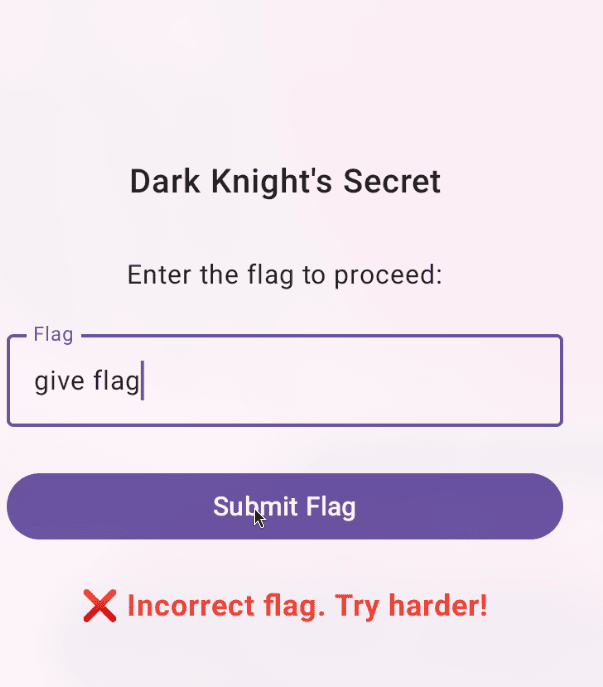 Dark Knight's Secret
Enter the flag to proceed:
Flag
give flag
Submit Flag
❌ Incorrect flag. Try harder!